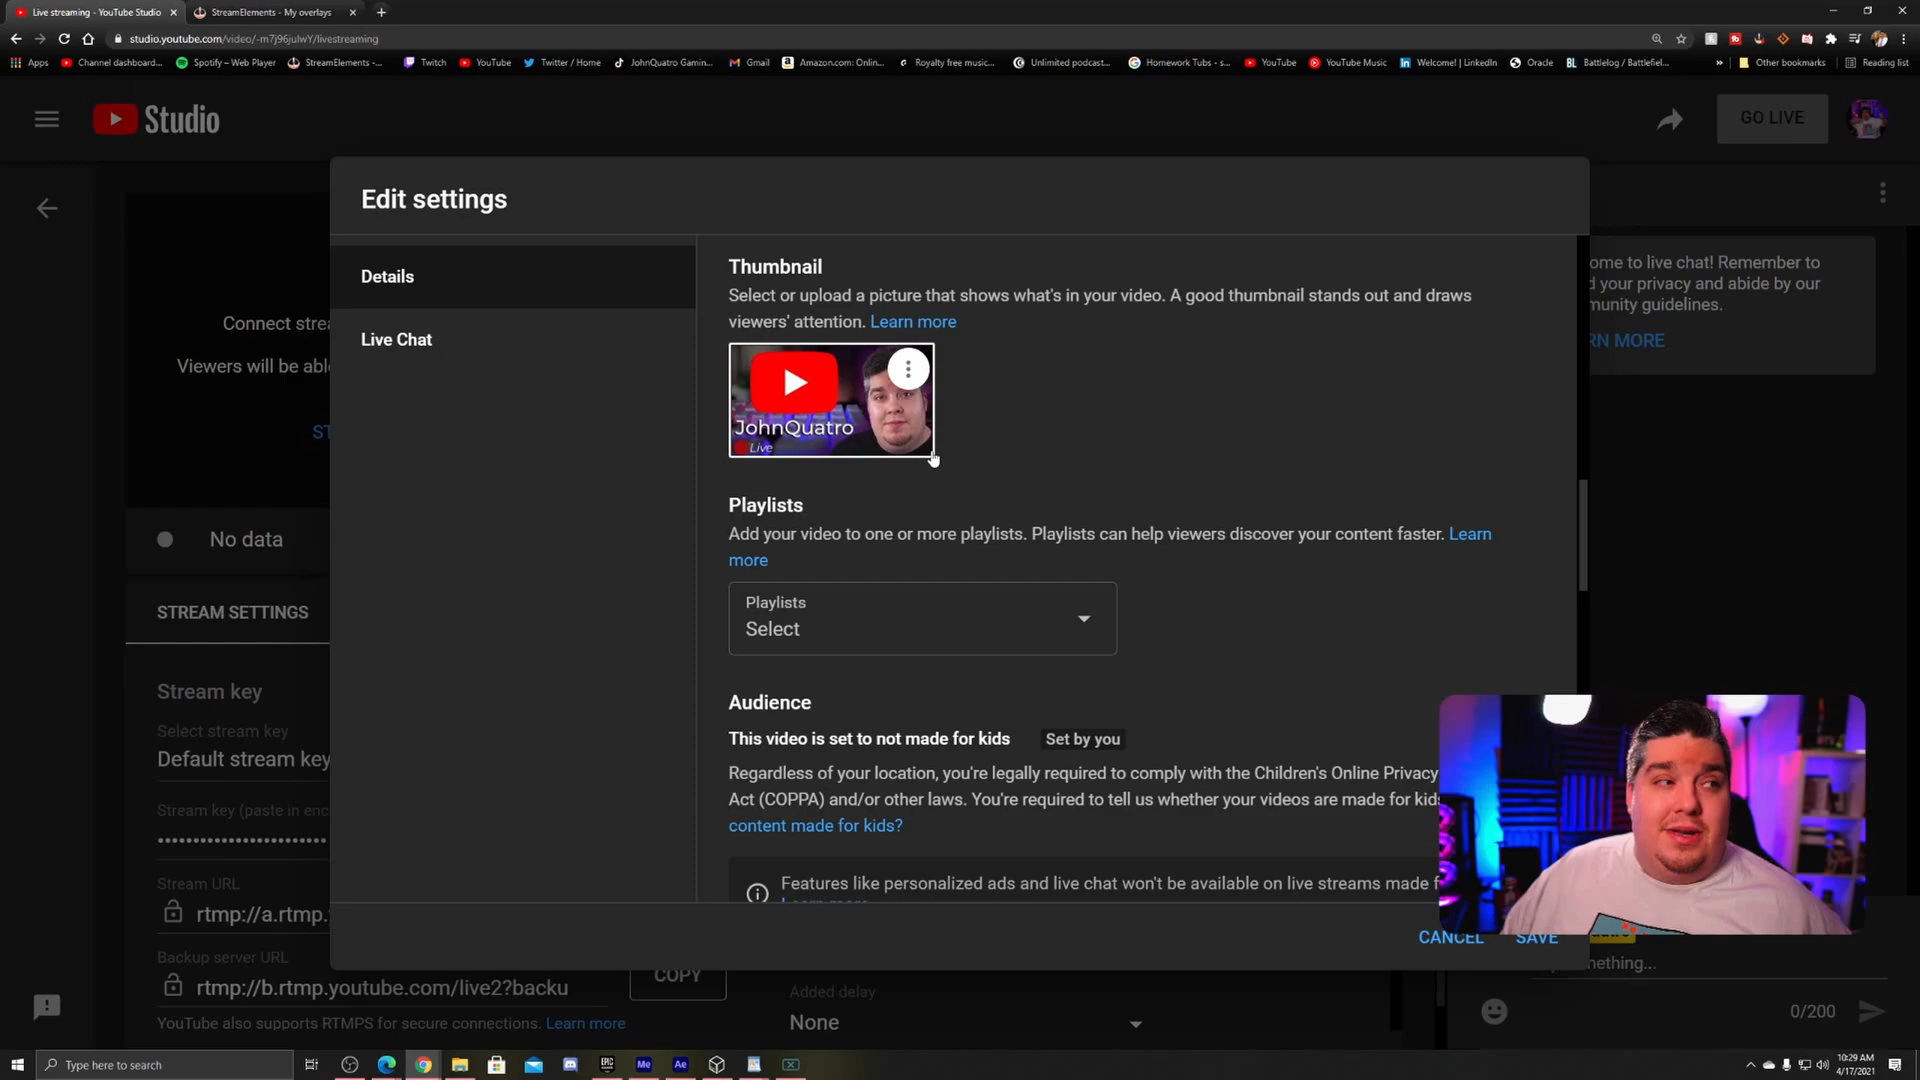 Live streaming - YouTube Studio
StreamElements - My overlays
studio.youtube.com/video/-m7j96julwY/livestreaming
Apps
Channel dashboard...
Spotify – Web Player
StreamElements -...
Twitch
YouTube
Twitter / Home
JohnQuatro Gamin...
Gmail
Amazon.com: Onlin...
Royalty free music...
Unlimited podcast...
Homework Tubs - s...
YouTube
YouTube Music
Welcome! | LinkedIn
Oracle
Battlelog / Battlefiel...
Other bookmarks
Reading list
Studio
GO LIVE
Edit settings
Details
Live Chat
Thumbnail
Select or upload a picture that shows what's in your video. A good thumbnail stands out and draws
viewers' attention. Learn more
JohnQuatro
Live
Playlists
Add your video to one or more playlists. Playlists can help viewers discover your content faster. Learn
more
Playlists
Select
Audience
This video is set to not made for kids Set by you
Regardless of your location, you're legally required to comply with the Children's Online Privacy
Act (COPPA) and/or other laws. You're required to tell us whether your videos are made for kids
content made for kids?
Features like personalized ads and live chat won't be available on live streams made f
CANCEL
SAVE
Connect strea
Viewers will be abl
ST
No data
STREAM SETTINGS
Stream key
Select stream key
Default stream key
Stream key (paste in enc
Stream URL
rtmp://a.rtmp.
Backup server URL
rtmp://b.rtmp.youtube.com/live2?backu
COPY
YouTube also supports RTMPS for secure connections. Learn more
Added delay
None
ome to live chat! Remember to
d your privacy and abide by our
munity guidelines.
RN MORE
nething...
0/200
Type here to search
EPIC
GAMES
Me
Ae
10:29 AM
4/17/2021